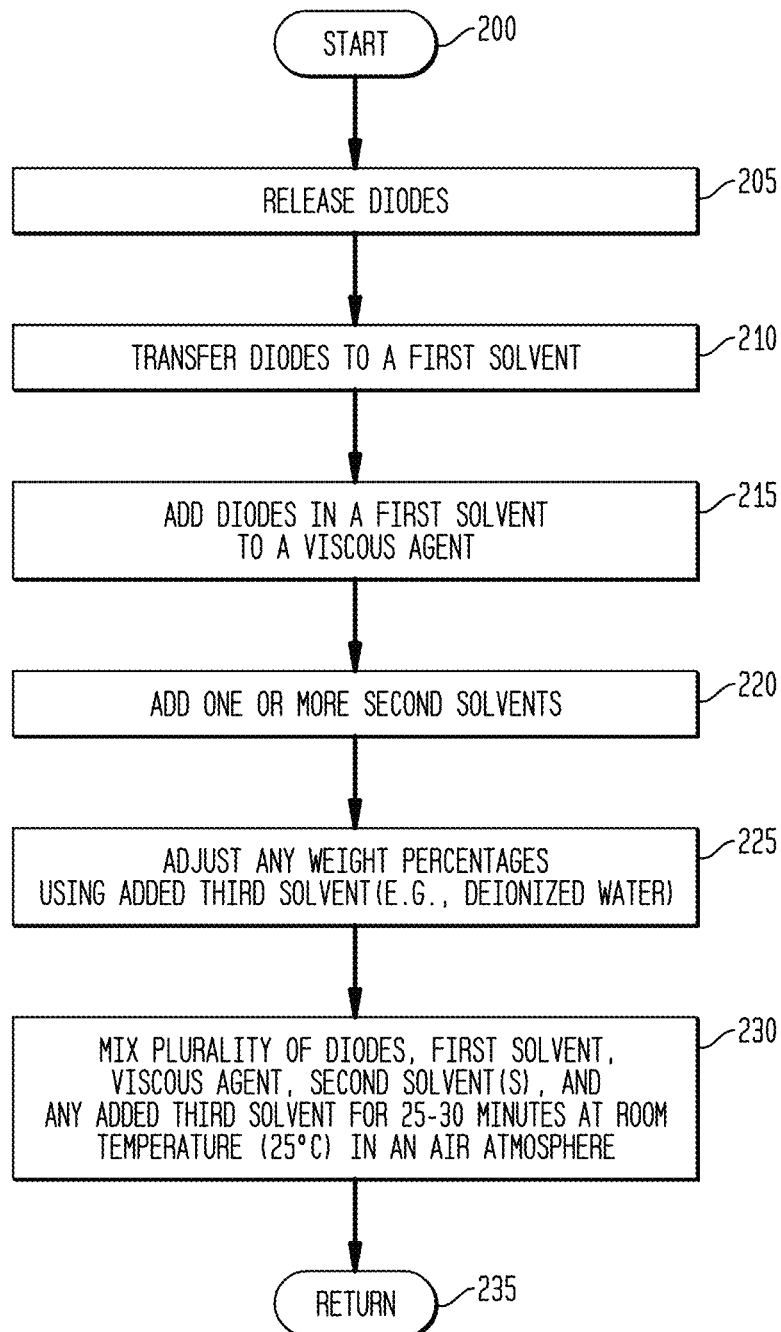 START
200
RELEASE DIODES
205
TRANSFER DIODES TO A FIRST SOLVENT
210
ADD DIODES IN A FIRST SOLVENT
TO A VISCOUS AGENT
215
ADD ONE OR MORE SECOND SOLVENTS
220
ADJUST ANY WEIGHT PERCENTAGES
USING ADDED THIRD SOLVENT(E.G., DEIONIZED WATER)
225
MIX PLURALITY OF DIODES, FIRST SOLVENT,
VISCOUS AGENT, SECOND SOLVENT(S), AND
ANY ADDED THIRD SOLVENT FOR 25-30 MINUTES AT ROOM
TEMPERATURE (25°C) IN AN AIR ATMOSPHERE
230
RETURN
235